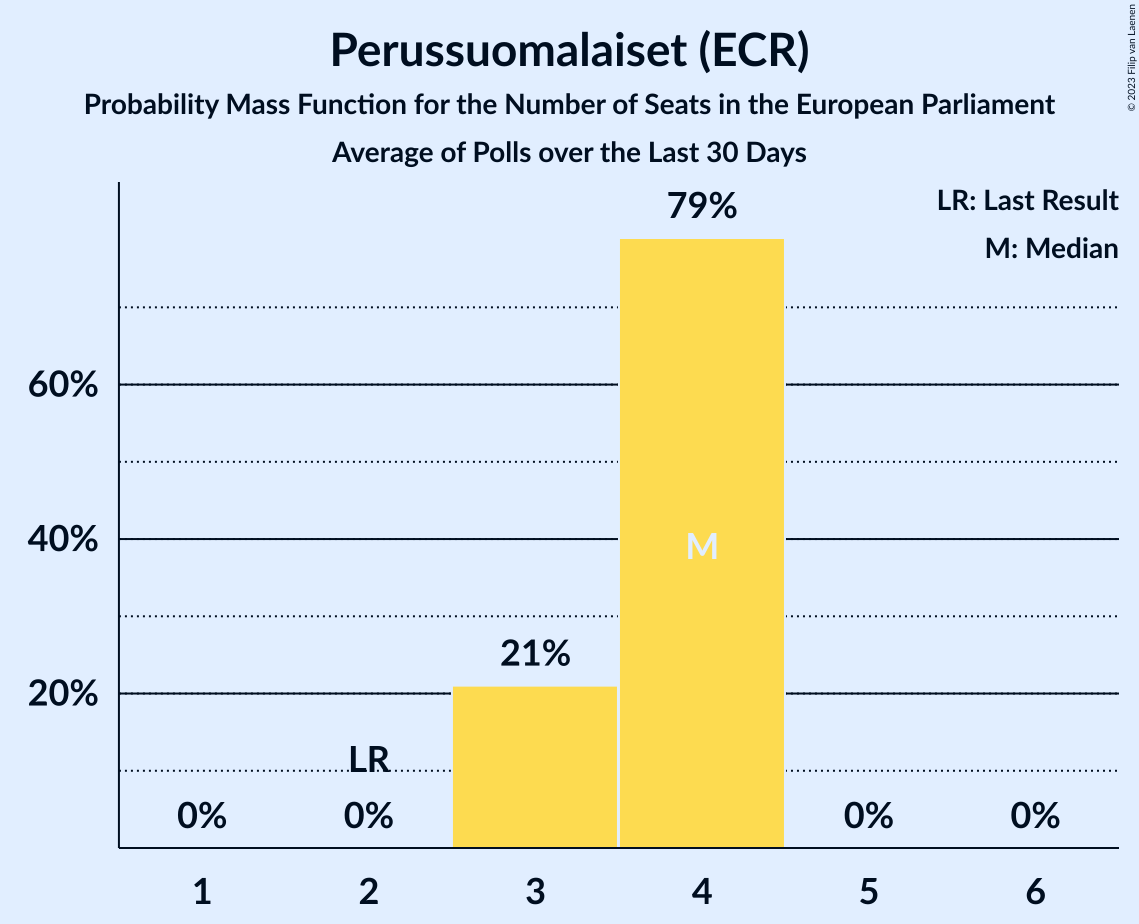 Perussuomalaiset (ECR)
Probability Mass Function for the Number of Seats in the European Parliament
Average of Polls over the Last 30 Days
© 2023 Filip van Laenen
LR: Last Result
M: Median
79%
60%
40%
M
21%
20%
LR
0%
0%
0%
0%
1
2
3
4
5
6